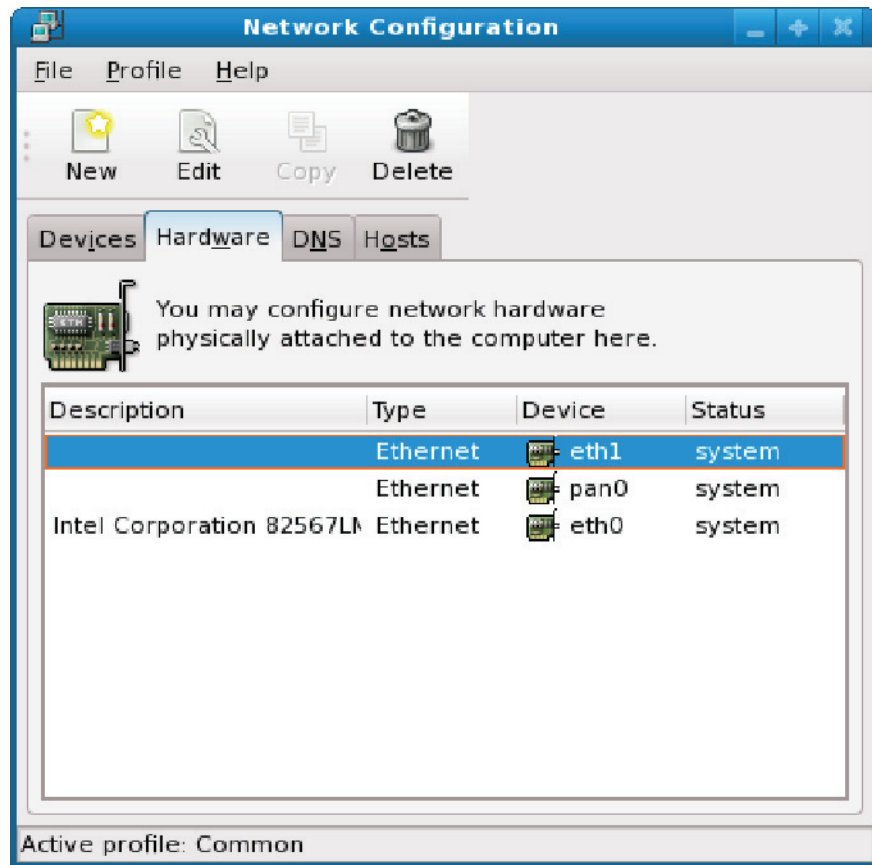 Network Configuration
File Profile Help
New Edit Copy Delete
Devices Hardware DNS Hosts
ETH
You may configure network hardware
physically attached to the computer here.
Description Type Device Status
Ethernet eth1 system
Ethernet pan0 system
Intel Corporation 82567LM Ethernet eth0 system
Active profile: Common